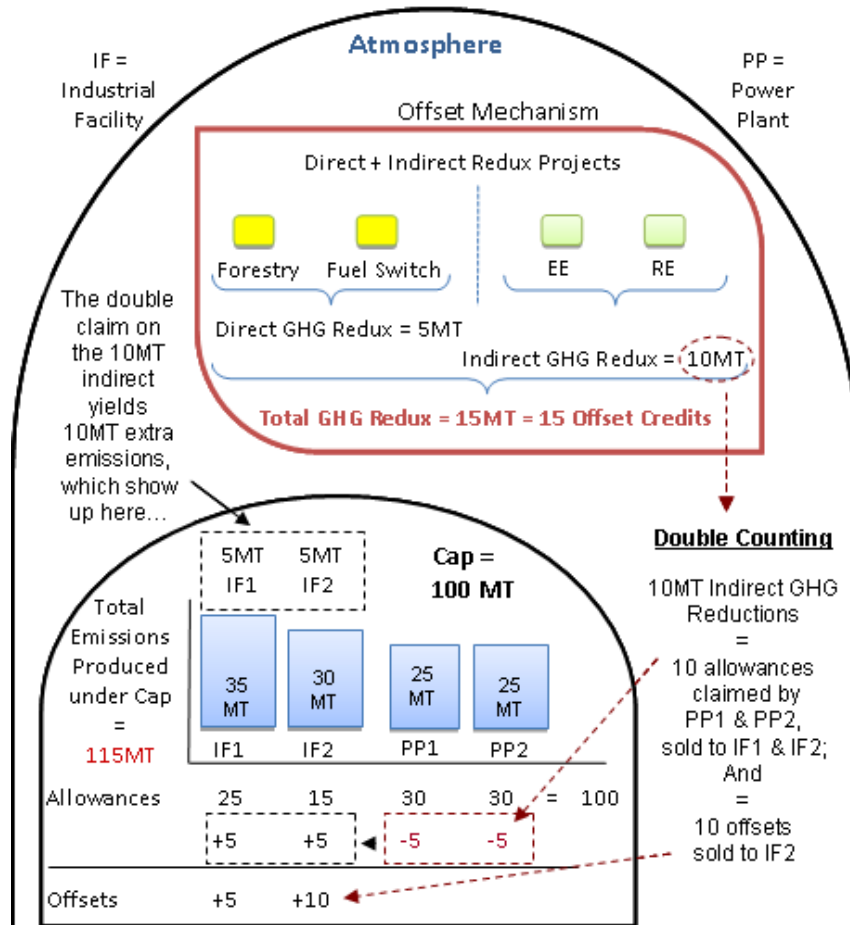 Atmosphere
IF =
Industrial
Facility
PP =
Power
Plant
Offset Mechanism
Direct + Indirect Redux Projects
Forestry
Fuel Switch
EE
RE
Direct GHG Redux = 5MT
Indirect GHG Redux = 10MT
Total GHG Redux = 15MT = 15 Offset Credits
The double
claim on
the 10MT
indirect
yields
10MT extra
emissions,
which show
up here...
5MT 5MT
IF1 IF2
Cap =
100 MT
Total
Emissions
Produced
under Cap
=
115MT
35
MT
30
MT
25
MT
25
MT
IF1 IF2 PP1 PP2
Allowances 25 15 30 30 = 100
+5 +5 -5 -5
Offsets +5 +10
Double Counting
10MT Indirect GHG
Reductions
=
10 allowances
claimed by
PP1 & PP2,
sold to IF1 & IF2;
And
=
10 offsets
sold to IF2